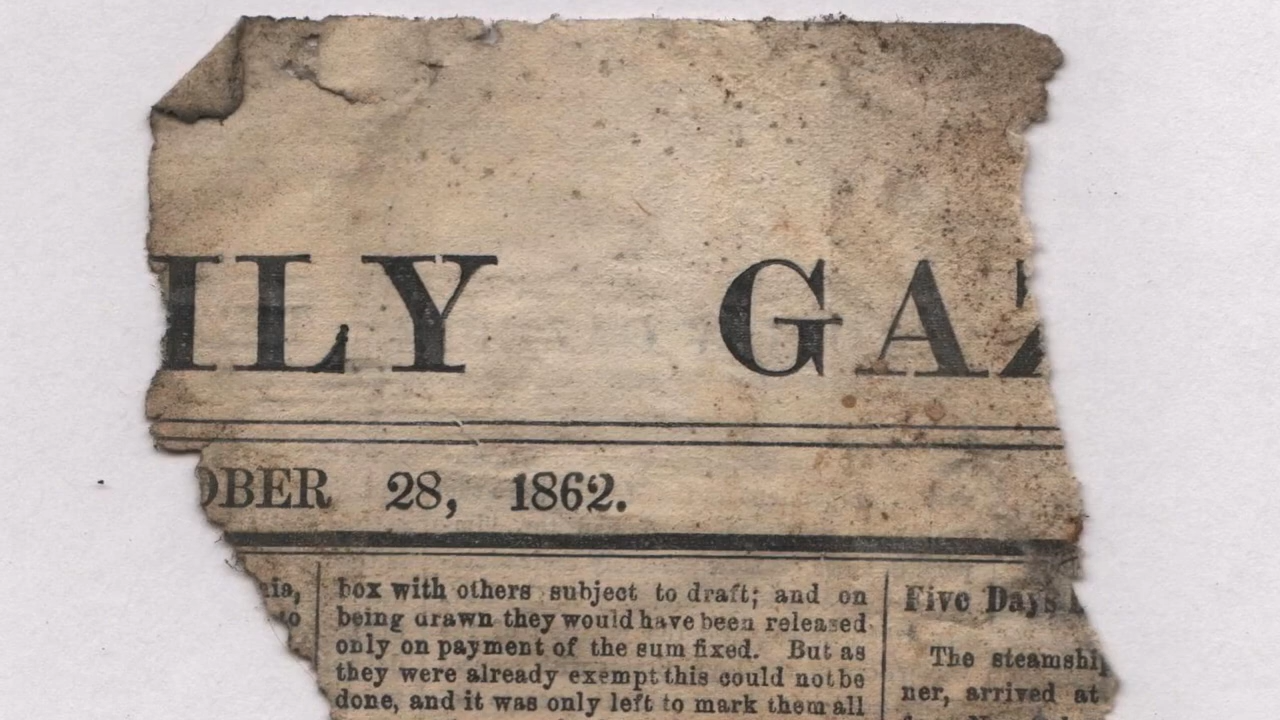 ILY GAZ
OBER 28, 1862.
nia,
to
box with others subject to draft; and on
being drawn they would have been released
only on payment of the sum fixed. But as
they were already exempt this could not be
done, and it was only left to mark them all
Five Days
The steamship
ner, arrived at